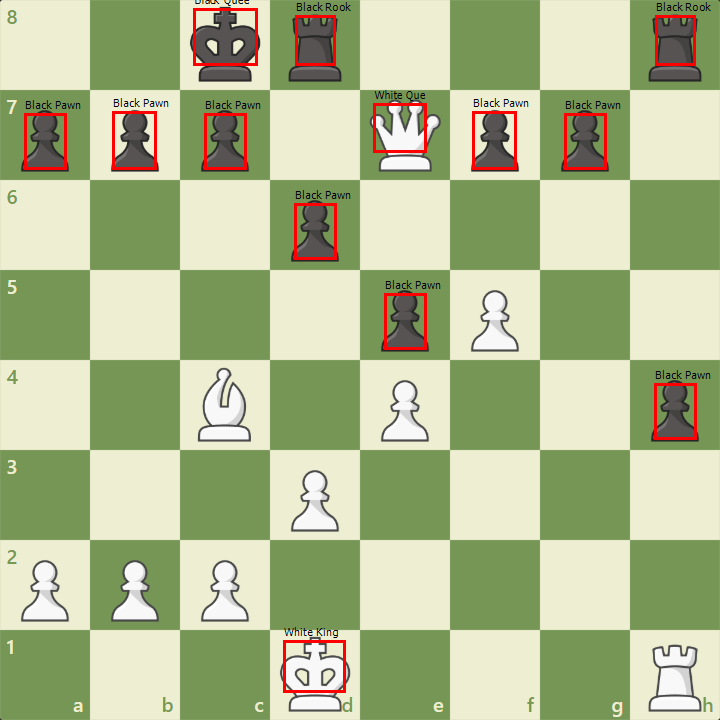 8
Black Quee
Black Rook
Black Rook
7
Black Pawn
Black Pawn
Black Pawn
White Que
Black Pawn
Black Pawn
6
Black Pawn
5
Black Pawn
4
Black Pawn
3
2
1
White King
a
b
c
d
e
f
g
h